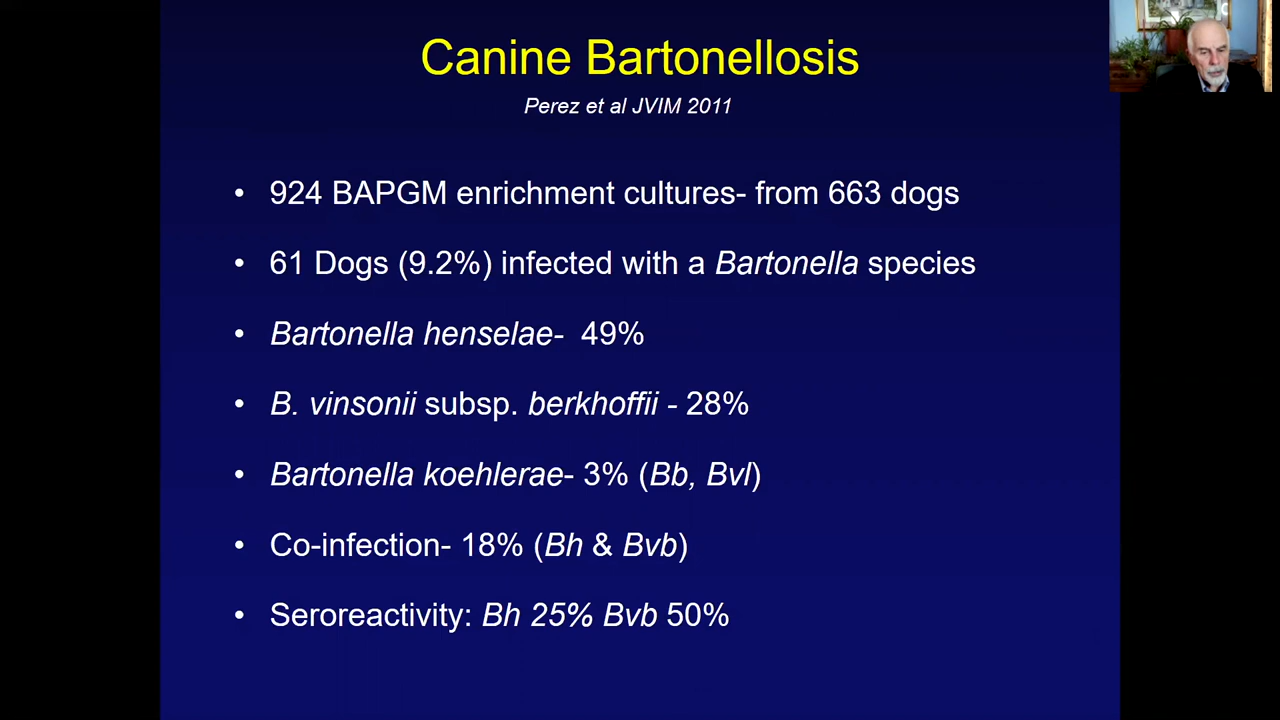 Canine Bartonellosis
Perez et al JVIM 2011
• 924 BAPGM enrichment cultures- from 663 dogs
• 61 Dogs (9.2%) infected with a Bartonella species
• Bartonella henselae- 49%
• B. vinsonii subsp. berkhoffii - 28%
• Bartonella koehlerae- 3% (Bb, Bvl)
• Co-infection- 18% (Bh & Bvb)
• Seroreactivity: Bh 25% Bvb 50%